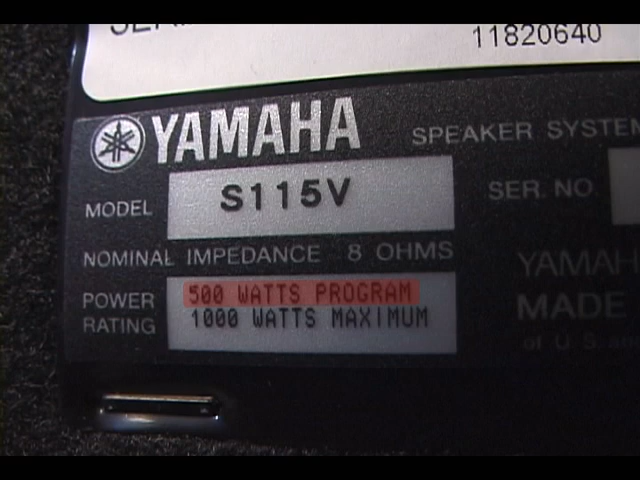 11820640
YAMAHA SPEAKER SYSTEM
MODEL S115V SER. NO
NOMINAL IMPEDANCE 8 OHMS
YAMAH
POWER RATING
500 WATTS PROGRAM
1000 WATTS MAXIMUM
MADE
of U.S. and